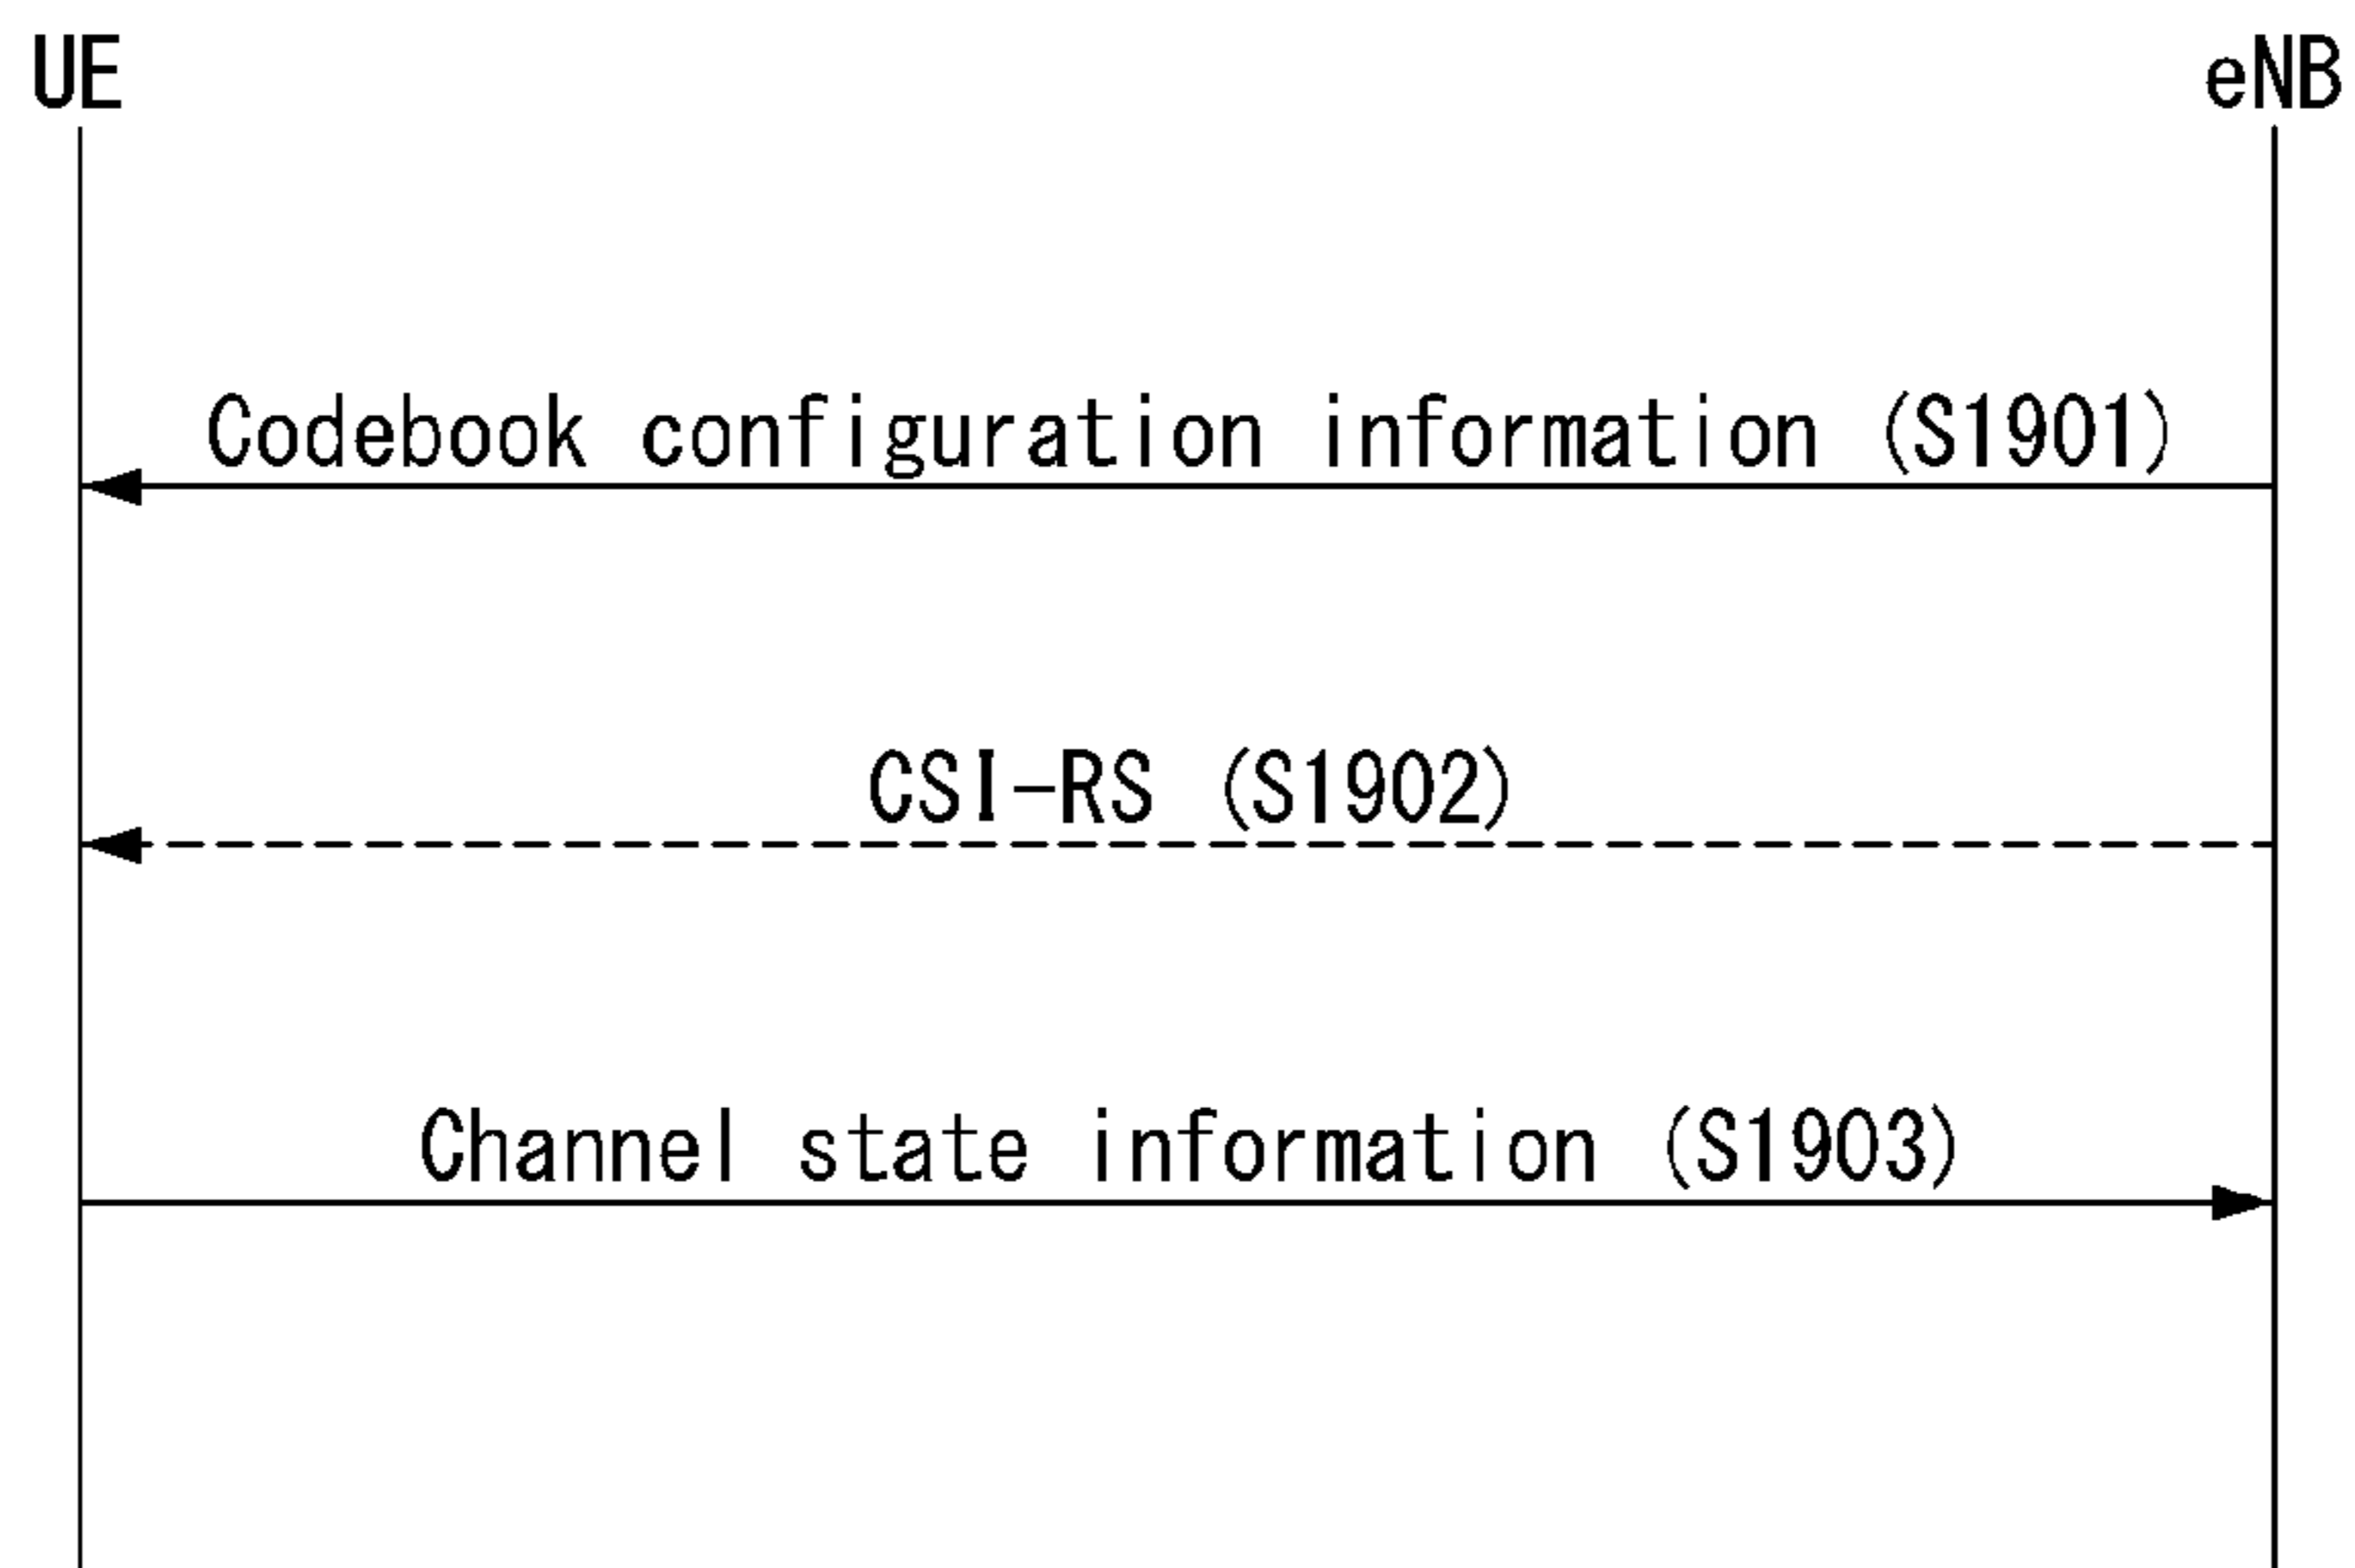 UE eNB
Codebook configuration information (S1901)
CSI-RS (S1902)
Channel state information (S1903)